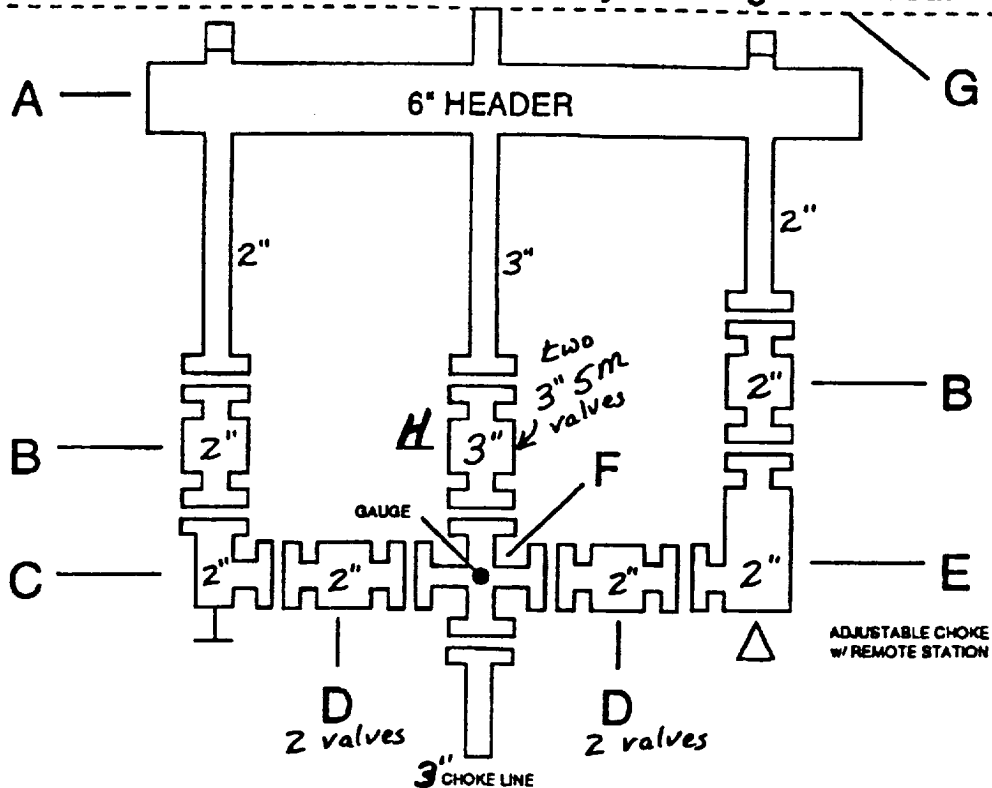 G
A
6" HEADER
2"
3"
2"
two
3" 5M
valves
B
2"
H
3"
2"
B
F
GAUGE
C
2"
2"
2"
2"
E
ADJUSTABLE CHOKE
w/ REMOTE STATION
D
2 valves
D
2 valves
3" CHOKE LINE